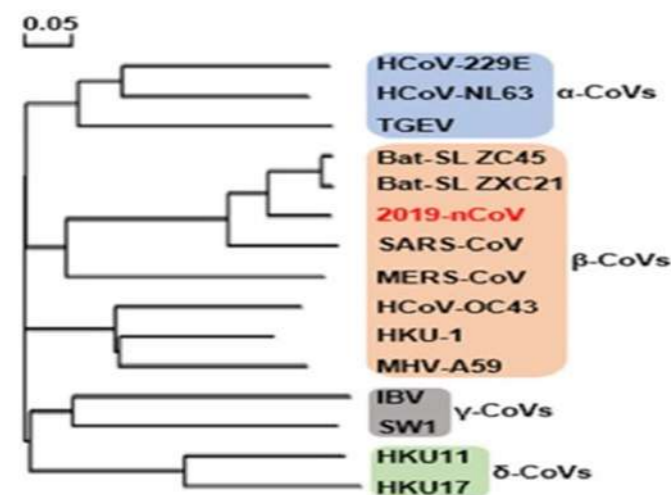 0.05
HCoV-229E
HCoV-NL63
α-CoVs
TGEV
Bat-SL ZC45
Bat-SL ZXC21
2019-nCoV
SARS-CoV
β-CoVs
MERS-CoV
HCoV-OC43
HKU-1
MHV-A59
IBV
γ-CoVs
SW1
HKU11
δ-CoVs
HKU17